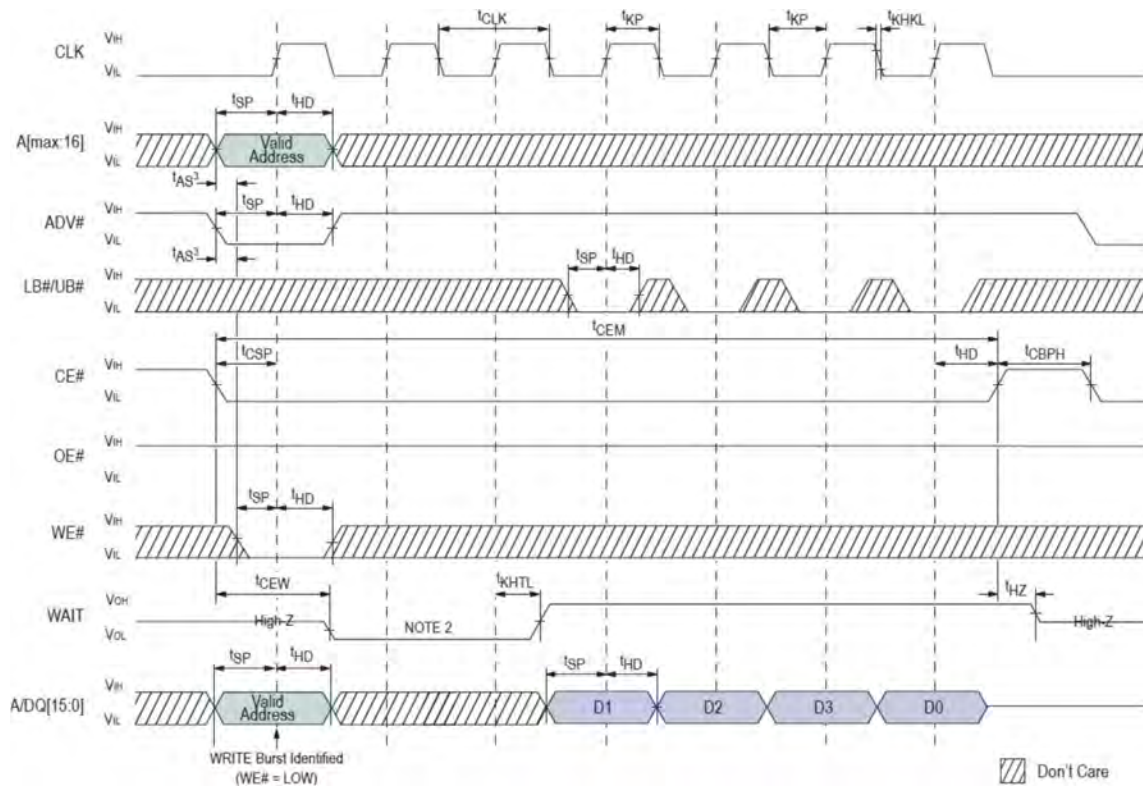 tCLK tKP tKP tKHKL
CLK VIH
VIL
tSP tHD
A[max:16] VIH
VIL
Valid
Address
tAS3
ADV# VIH
VIL
tSP tHD
tAS3
LB#/UB# VIH
VIL
tSP tHD
tCEM
CE# VIH
VIL
tCSP tHD tCBPH
OE# VIH
VIL
WE# VIH
VIL
tSP tHD
WAIT VOH
VOL
tCEW tKHTL tHZ
High-Z NOTE 2 High-Z
tSP tHD tSP tHD
A/DQ[15:0] VIH
VIL
Valid
Address
D1 D2 D3 D0
WRITE Burst Identified
(WE# = LOW)
Don't Care